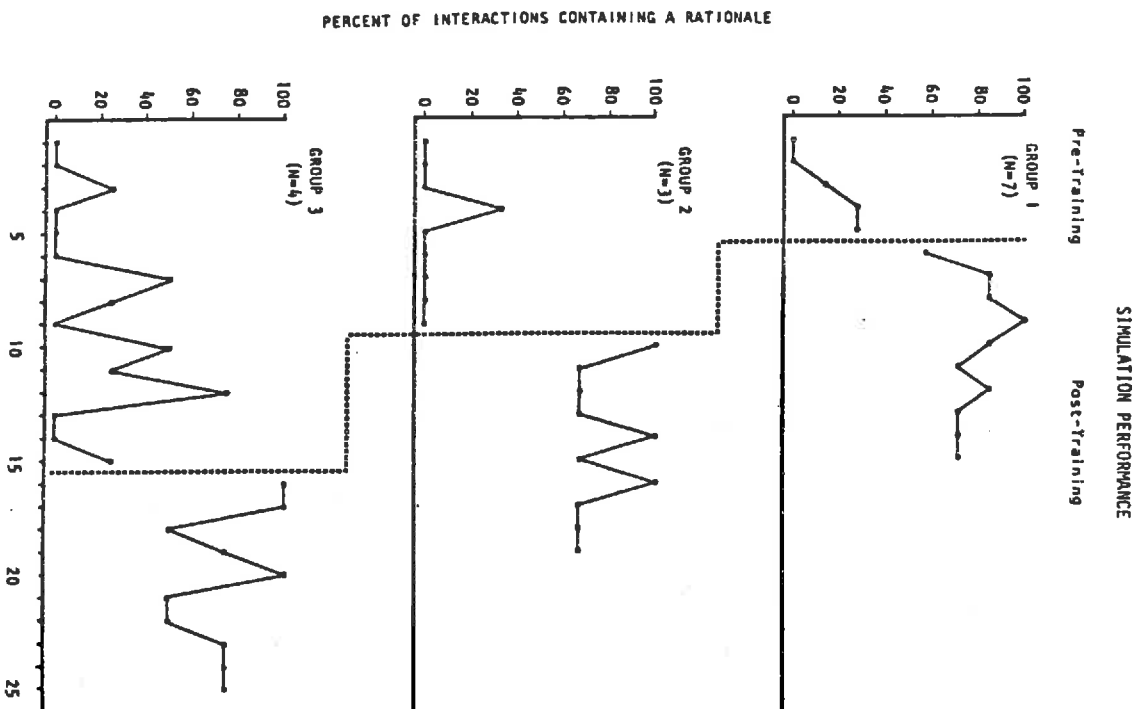 SIMULATION PERFORMANCE
Pre-Training
Post-Training
PERCENT OF INTERACTIONS CONTAINING A RATIONALE
100
80
60
40
20
0
GROUP 1
(N=7)
100
80
60
40
20
0
GROUP 2
(N=3)
100
80
60
40
20
0
GROUP 3
(N=4)
5
10
15
20
25